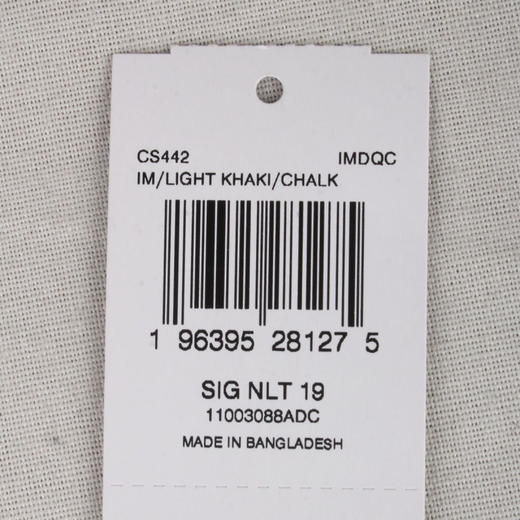 CS442 IMDQC
IM/LIGHT KHAKI/CHALK
1 96395 28127 5
SIG NLT 19
11003088ADC
MADE IN BANGLADESH